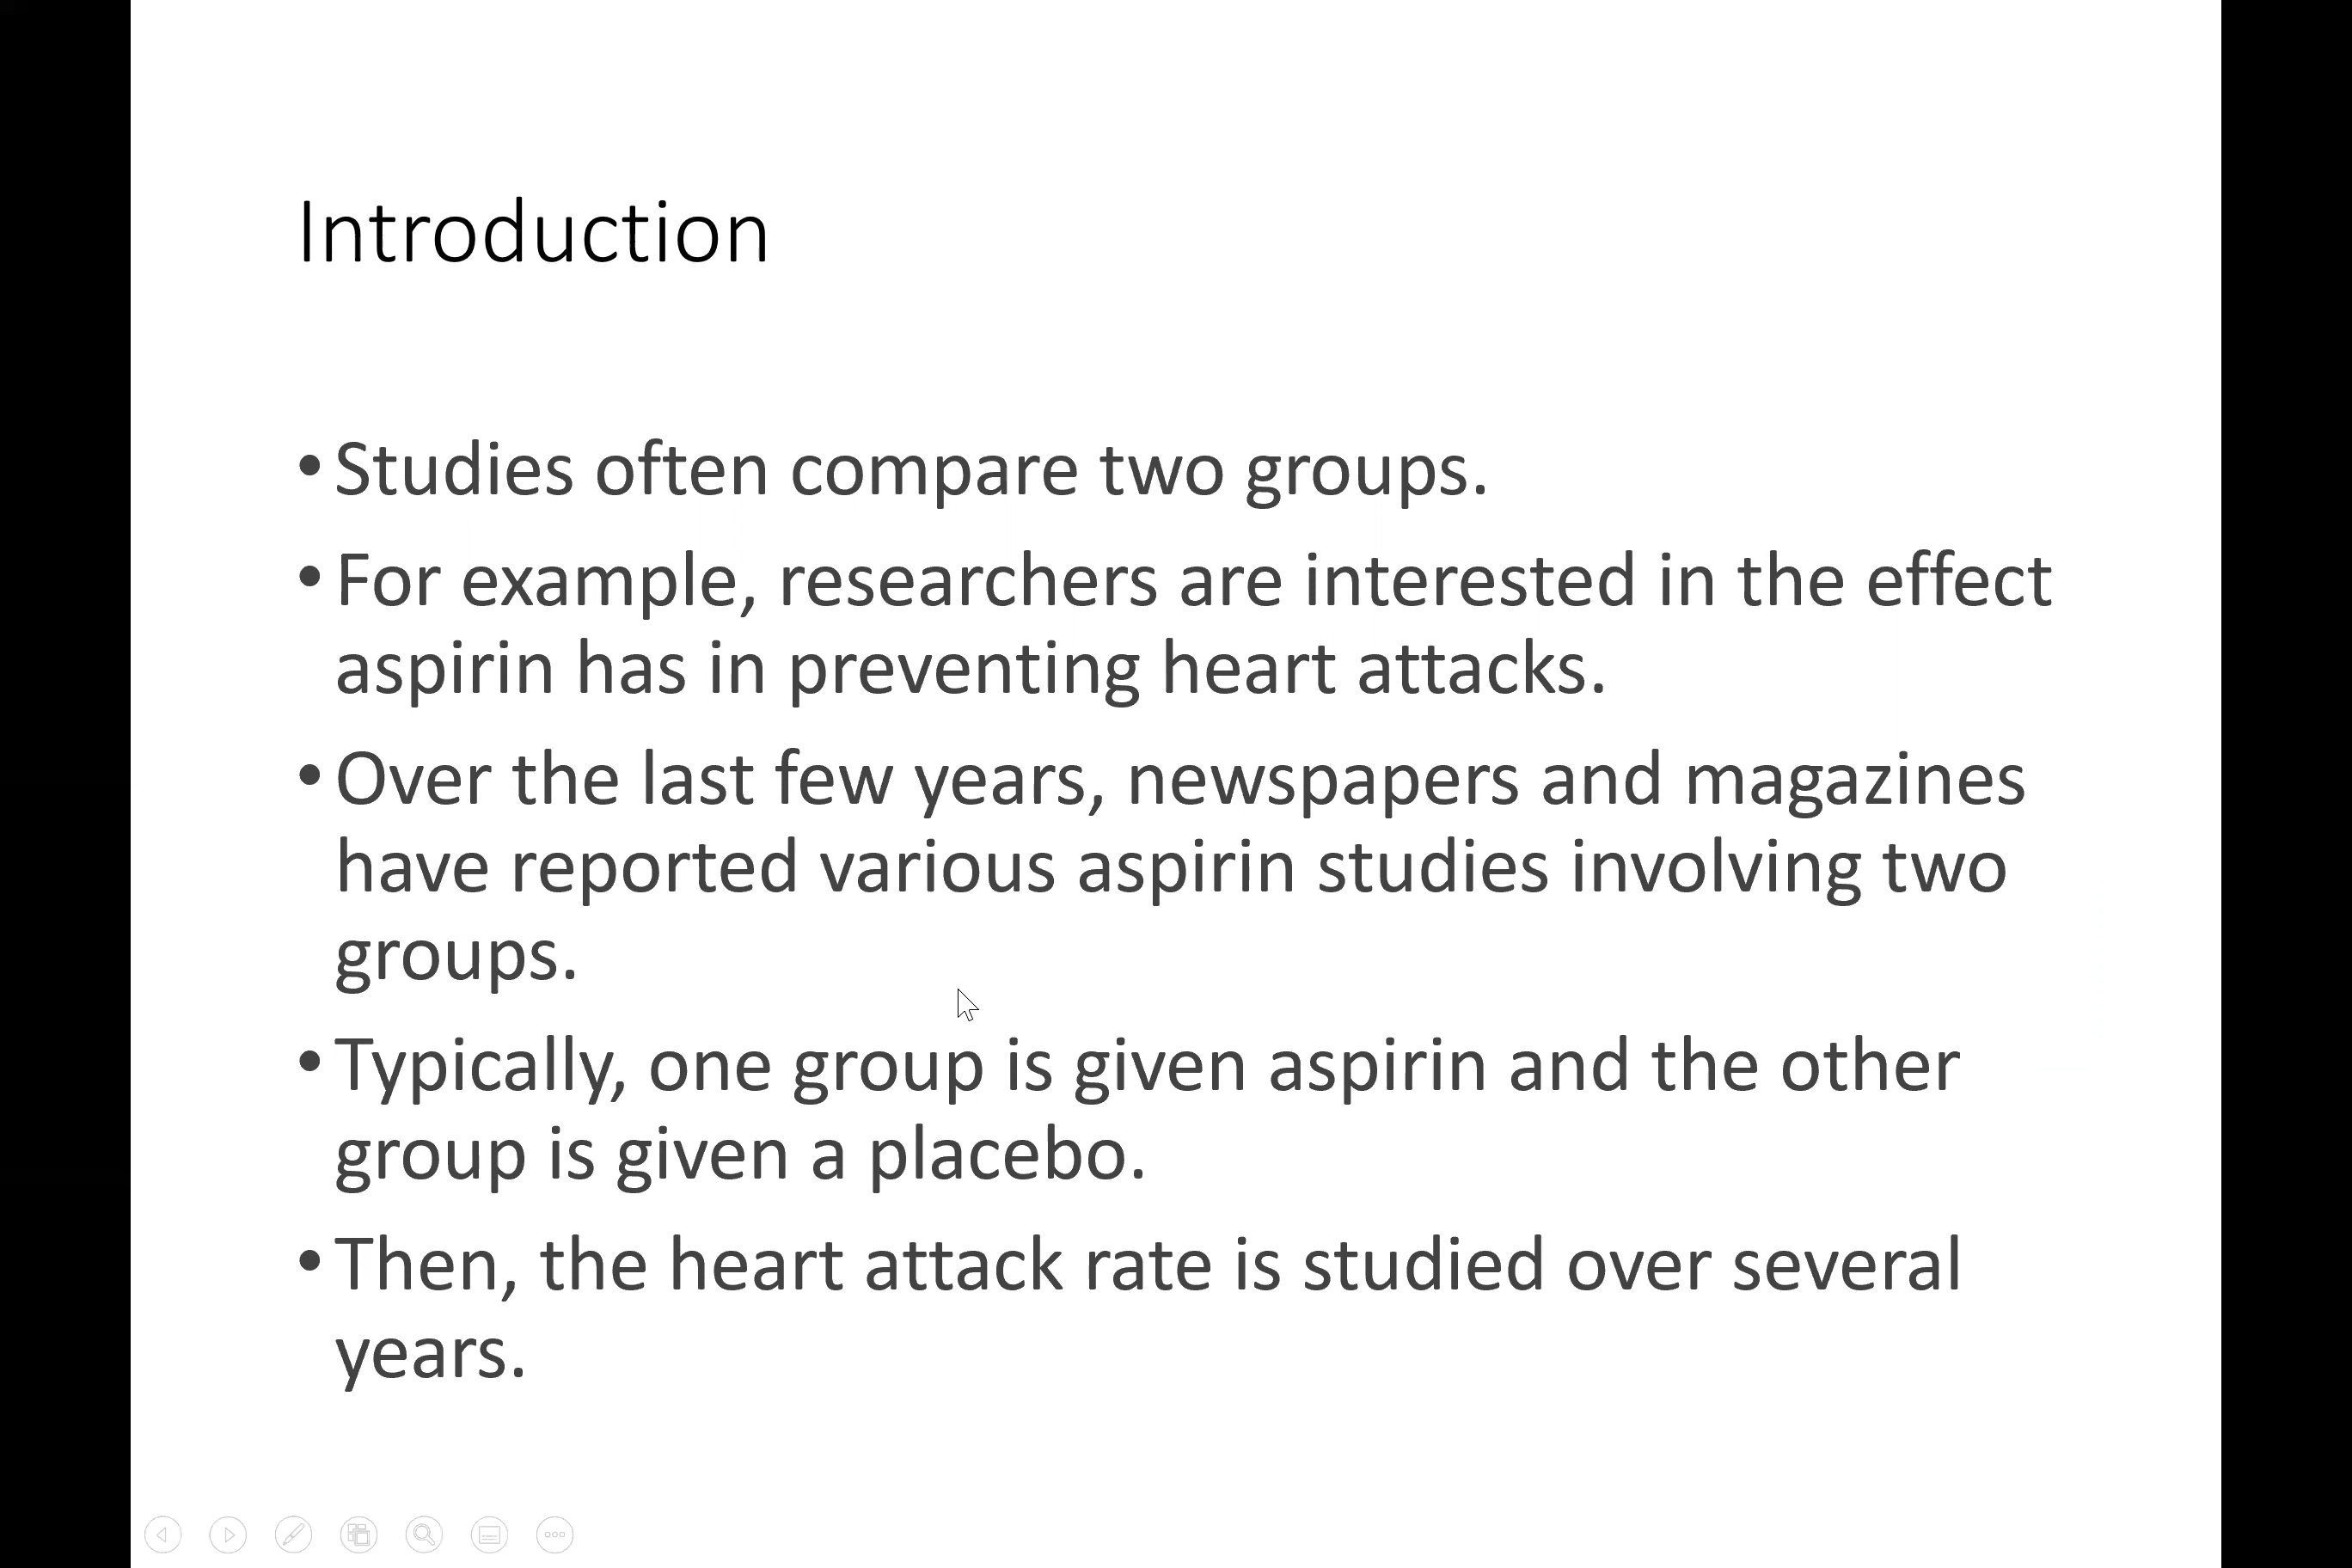 Introduction
• Studies often compare two groups.
• For example, researchers are interested in the effect
aspirin has in preventing heart attacks.
• Over the last few years, newspapers and magazines
have reported various aspirin studies involving two
groups.
• Typically, one group is given aspirin and the other
group is given a placebo.
• Then, the heart attack rate is studied over several
years.